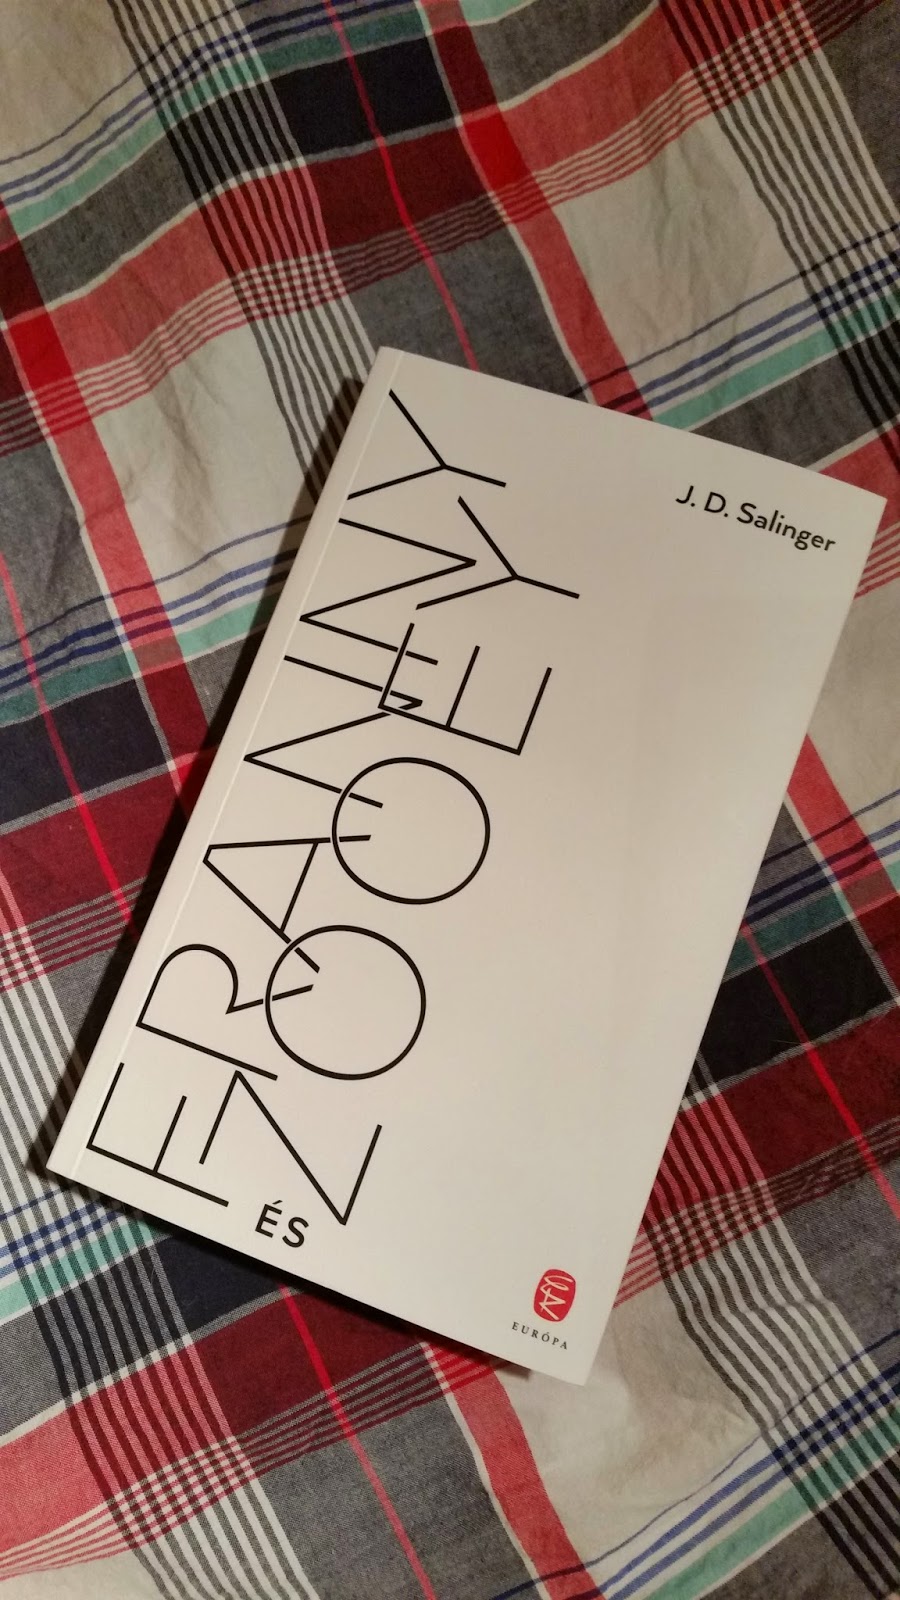 J. D. Salinger
FRANNY
ÉS
ZOOEY
EURÓPA